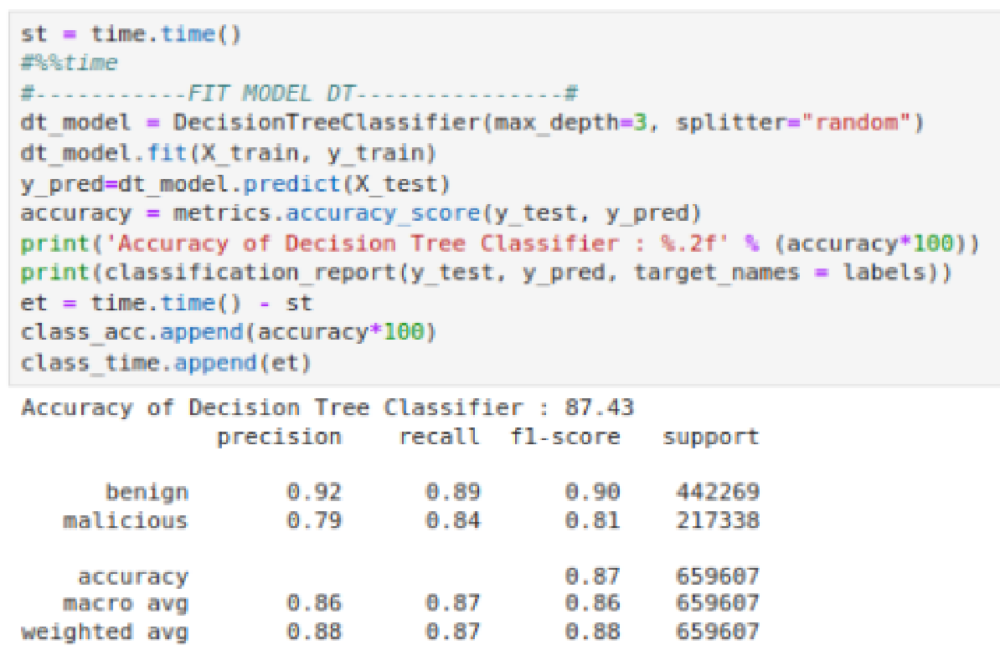 st = time.time()
#%%time
#-----------FIT MODEL DT---------------#
dt_model = DecisionTreeClassifier(max_depth=3, splitter="random")
dt_model.fit(X_train, y_train)
y_pred=dt_model.predict(X_test)
accuracy = metrics.accuracy_score(y_test, y_pred)
print('Accuracy of Decision Tree Classifier : %.2f' % (accuracy*100))
print(classification_report(y_test, y_pred, target_names = labels))
et = time.time() - st
class_acc.append(accuracy*100)
class_time.append(et)
Accuracy of Decision Tree Classifier : 87.43
precision recall f1-score support
benign 0.92 0.89 0.90 442269
malicious 0.79 0.84 0.81 217338
accuracy 0.87 659607
macro avg 0.86 0.87 0.86 659607
weighted avg 0.88 0.87 0.88 659607